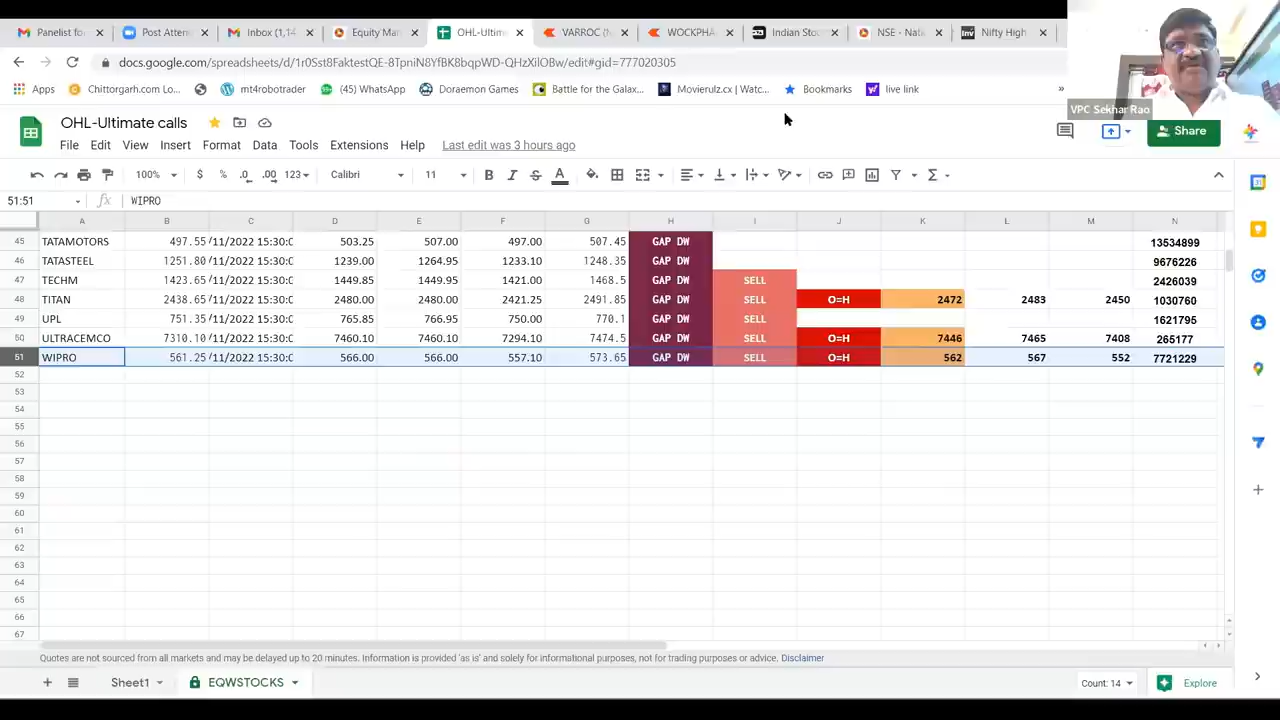 Panelist fo Post Atten Inbox (1,14 Equity Ma OHL-Ultim VARROC (N WOCKPHA Indian Sto NSE - Natio Nifty High
docs.google.com/spreadsheets/d/1r0Sst8FaktestQE-8TpniN8YfBK8bqpWD-QHzXilOBw/edit#gid=777020305
Apps Chittorgarh.com Lo... mt4robotrader (45) WhatsApp Doraemon Games Battle for the Galax... Movierulz.cx | Watc... Bookmarks live link »
VPC Sekhar Rao
OHL-Ultimate calls
Share
File Edit View Insert Format Data Tools Extensions Help Last edit was 3 hours ago
100% $ % .0 .00 123 Calibri 11 B I S A
51:51 fx WIPRO
A B C D E F G H I J K L M N
45 TATAMOTORS 497.55 /11/2022 15:30:0 503.25 507.00 497.00 507.45 GAP DW 13534899
46 TATASTEEL 1251.80 /11/2022 15:30:0 1239.00 1264.95 1233.10 1248.35 GAP DW 9676226
47 TECHM 1423.65 /11/2022 15:30:0 1449.85 1449.95 1421.00 1468.5 GAP DW SELL 2426039
48 TITAN 2438.65 /11/2022 15:30:0 2480.00 2480.00 2421.25 2491.85 GAP DW SELL O=H 2472 2483 2450 1030760
49 UPL 751.35 /11/2022 15:30:0 765.85 766.95 750.00 770.1 GAP DW SELL 1621795
50 ULTRACEMCO 7310.10 /11/2022 15:30:0 7460.10 7460.10 7294.10 7474.5 GAP DW SELL O=H 7446 7465 7408 265177
51 WIPRO 561.25 /11/2022 15:30:0 566.00 566.00 557.10 573.65 GAP DW SELL O=H 562 567 552 7721229
52
53
54
55
56
57
58
59
60
61
62
63
64
65
66
67
Quotes are not sourced from all markets and may be delayed up to 20 minutes. Information is provided 'as is' and solely for informational purposes, not for trading purposes or advice. Disclaimer
Sheet1 EQWSTOCKS Count: 14 Explore